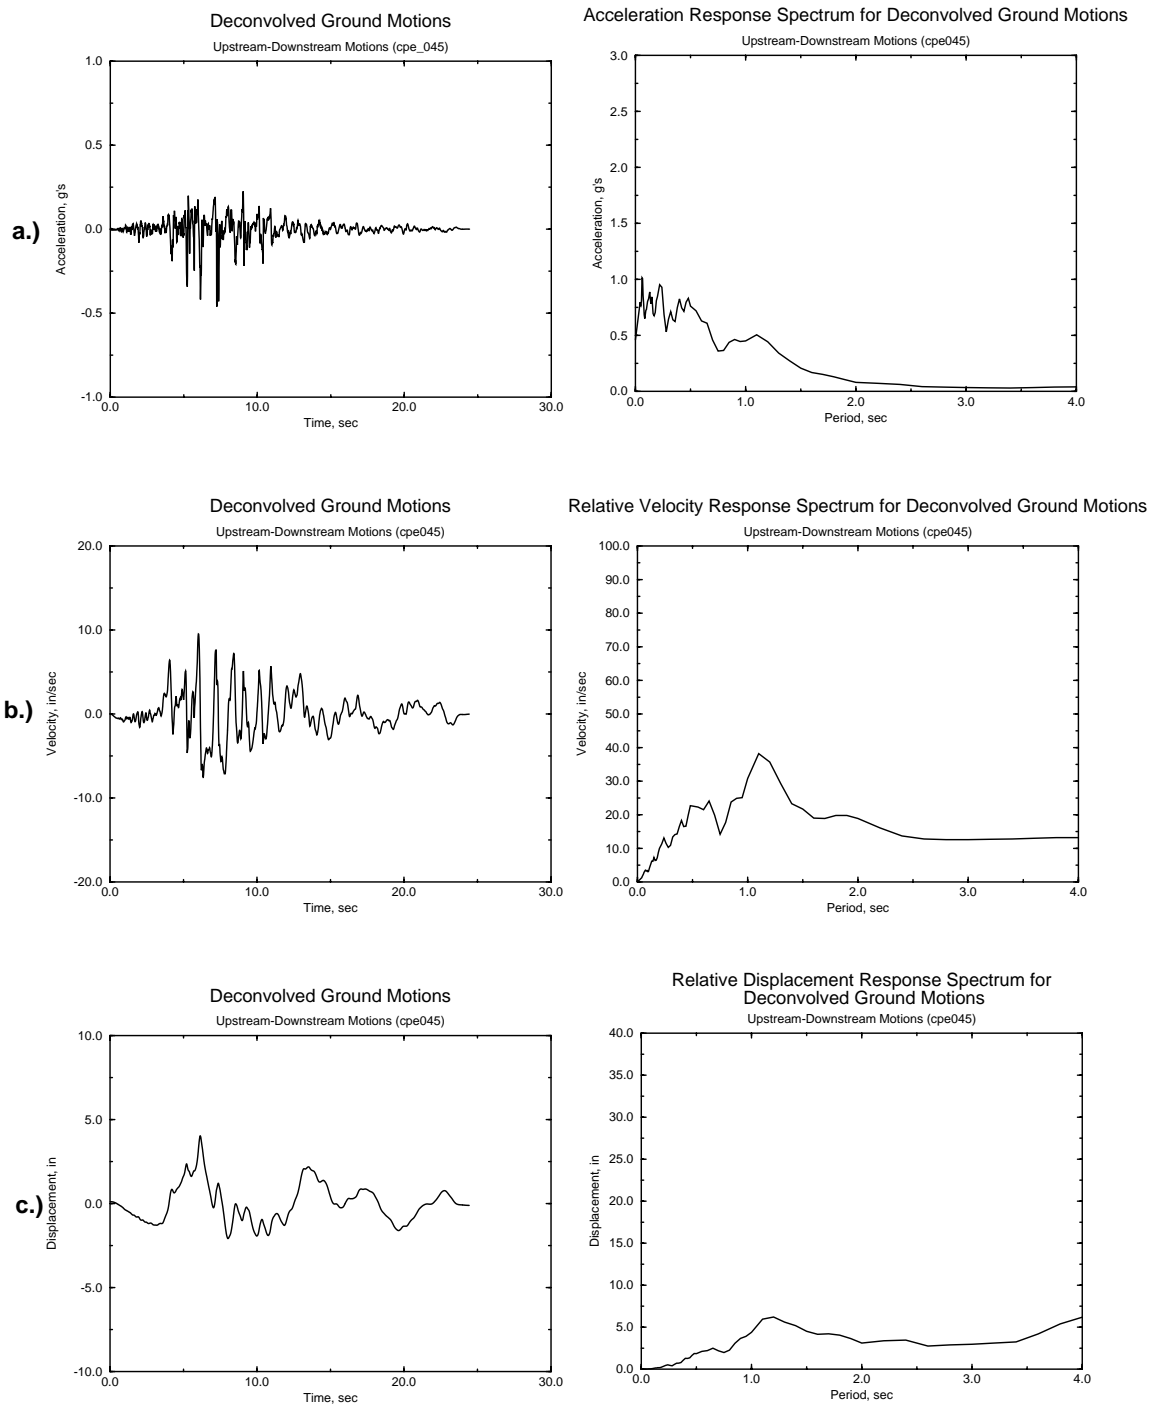 Deconvolved Ground Motions
Upstream-Downstream Motions (cpe_045)
1.0
0.5
0.0
-0.5
-1.0
Acceleration, g's
0.0 10.0 20.0 30.0
Time, sec
a.)
Acceleration Response Spectrum for Deconvolved Ground Motions
Upstream-Downstream Motions (cpe045)
3.0
2.5
2.0
1.5
1.0
0.5
0.0
Acceleration, g's
0.0 1.0 2.0 3.0 4.0
Period, sec
Deconvolved Ground Motions
Upstream-Downstream Motions (cpe045)
20.0
10.0
0.0
-10.0
-20.0
Velocity, in/sec
0.0 10.0 20.0 30.0
Time, sec
b.)
Relative Velocity Response Spectrum for Deconvolved Ground Motions
Upstream-Downstream Motions (cpe045)
100.0
90.0
80.0
70.0
60.0
50.0
40.0
30.0
20.0
10.0
0.0
Velocity, in/sec
0.0 1.0 2.0 3.0 4.0
Period, sec
Deconvolved Ground Motions
Upstream-Downstream Motions (cpe045)
10.0
5.0
0.0
-5.0
-10.0
Displacement, in
0.0 10.0 20.0 30.0
Time, sec
c.)
Relative Displacement Response Spectrum for
Deconvolved Ground Motions
Upstream-Downstream Motions (cpe045)
40.0
35.0
30.0
25.0
20.0
15.0
10.0
5.0
0.0
Displacement, in
0.0 1.0 2.0 3.0 4.0
Period, sec